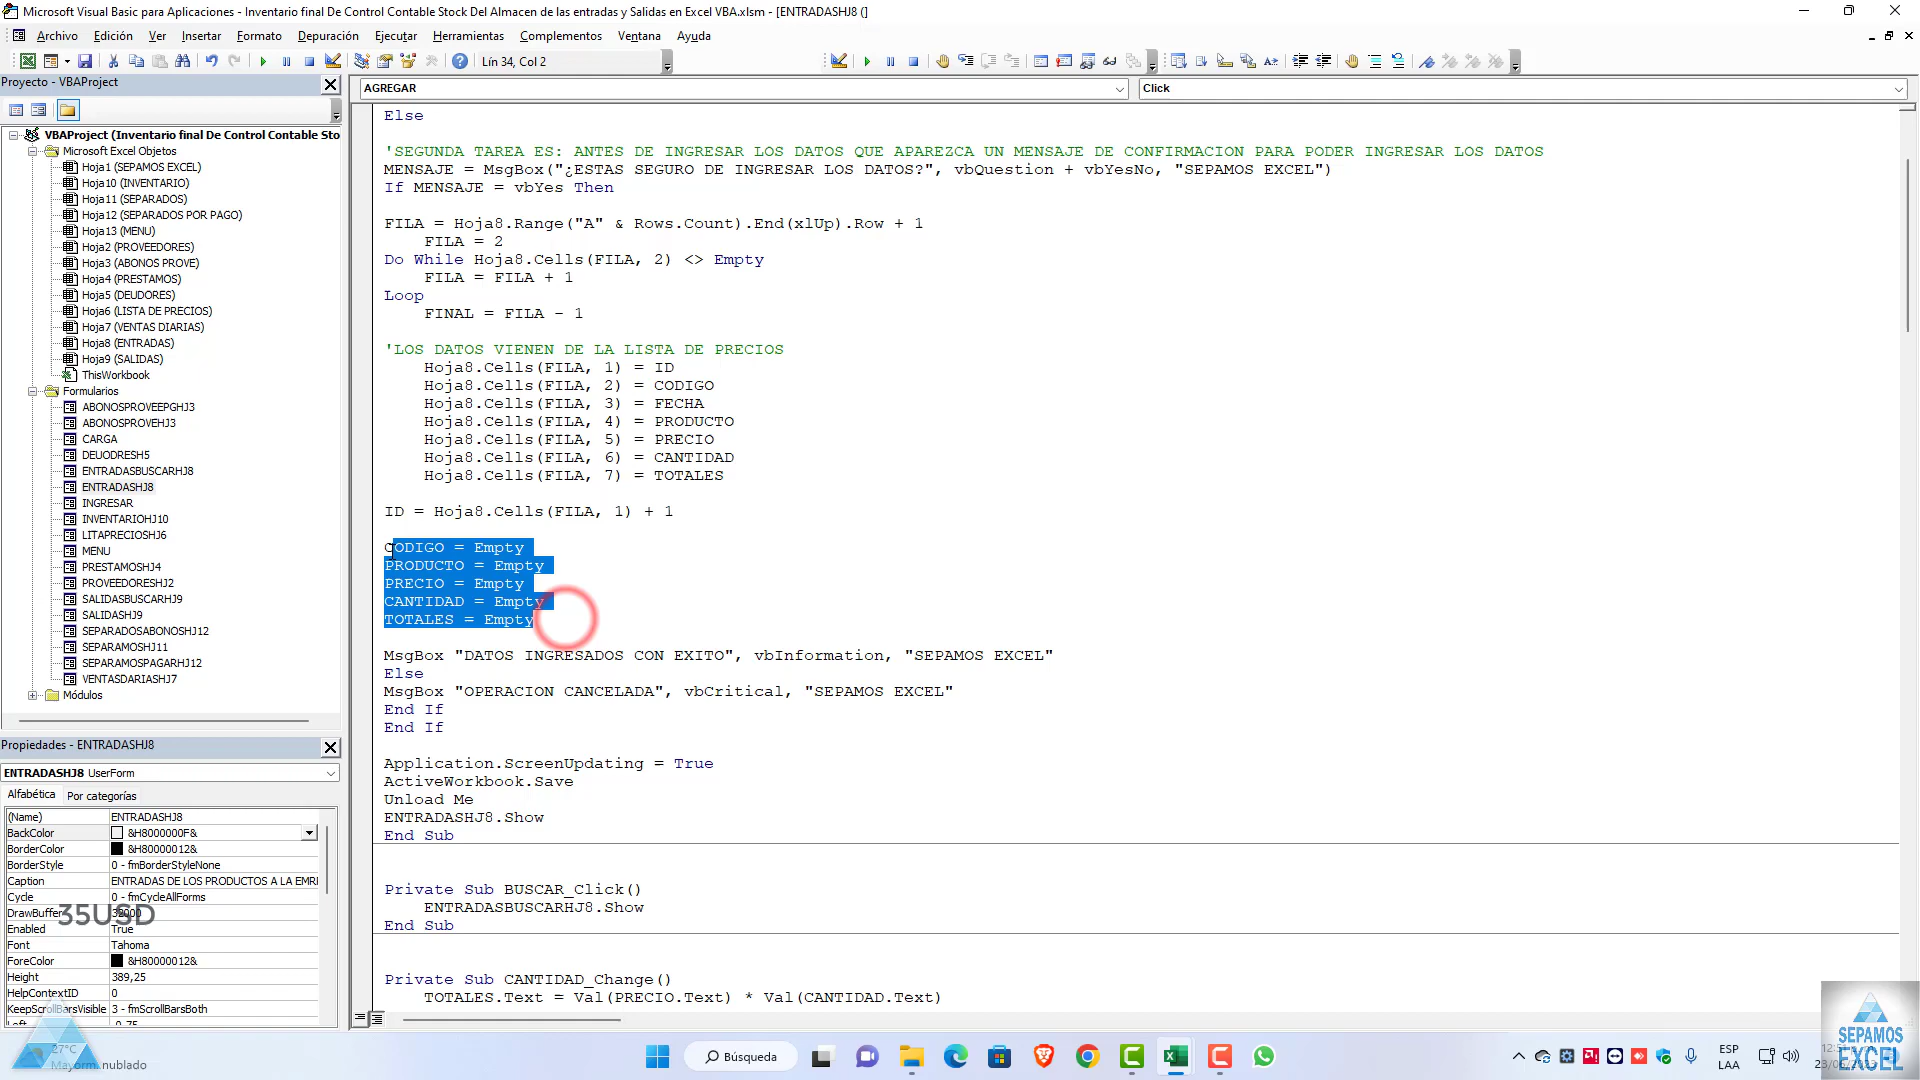 Microsoft Visual Basic para Aplicaciones - Inventario final De Control Contable Stock Del Almacen de las entradas y Salidas en Excel VBA.xlsm - [ENTRADASHJ8 (]
Archivo Edición Ver Insertar Formato Depuración Ejecutar Herramientas Complementos Ventana Ayuda
Lín 34, Col 2
Proyecto - VBAProject
VBAProject (Inventario final De Control Contable Sto
Microsoft Excel Objetos
Hoja1 (SEPAMOS EXCEL)
Hoja10 (INVENTARIO)
Hoja11 (SEPARADOS)
Hoja12 (SEPARADOS POR PAGO)
Hoja13 (MENU)
Hoja2 (PROVEEDORES)
Hoja3 (ABONOS PROVE)
Hoja4 (PRESTAMOS)
Hoja5 (DEUDORES)
Hoja6 (LISTA DE PRECIOS)
Hoja7 (VENTAS DIARIAS)
Hoja8 (ENTRADAS)
Hoja9 (SALIDAS)
ThisWorkbook
Formularios
ABONOSPROVEEPGHJ3
ABONOSPROVEHJ3
CARGA
DEUODRESH5
ENTRADASBUSCARHJ8
ENTRADASHJ8
INGRESAR
INVENTARIOHJ10
LITAPRECIOSHJ6
MENU
PRESTAMOSHJ4
PROVEEDORESHJ2
SALIDASBUSCARHJ9
SALIDASHJ9
SEPARADOSABONOSHJ12
SEPARAMOSHJ11
SEPARAMOSPAGARHJ12
VENTASDARIASHJ7
Módulos
Propiedades - ENTRADASHJ8
ENTRADASHJ8 UserForm
Alfabética Por categorías
(Name) ENTRADASHJ8
BackColor &H8000000F&
BorderColor &H80000012&
BorderStyle 0 - fmBorderStyleNone
Caption ENTRADAS DE LOS PRODUCTOS A LA EMPRI
Cycle 0 - fmCycleAllForms
DrawBuffer 32000
35USD
Enabled True
Font Tahoma
ForeColor &H80000012&
Height 389,25
HelpContextID 0
KeepScrollBarsVisible 3 - fmScrollBarsBoth
AGREGAR Click
Else
'SEGUNDA TAREA ES: ANTES DE INGRESAR LOS DATOS QUE APAREZCA UN MENSAJE DE CONFIRMACION PARA PODER INGRESAR LOS DATOS
MENSAJE = MsgBox("¿ESTAS SEGURO DE INGRESAR LOS DATOS?", vbQuestion + vbYesNo, "SEPAMOS EXCEL")
If MENSAJE = vbYes Then
FILA = Hoja8.Range("A" & Rows.Count).End(xlUp).Row + 1
FILA = 2
Do While Hoja8.Cells(FILA, 2) <> Empty
FILA = FILA + 1
Loop
FINAL = FILA - 1
'LOS DATOS VIENEN DE LA LISTA DE PRECIOS
Hoja8.Cells(FILA, 1) = ID
Hoja8.Cells(FILA, 2) = CODIGO
Hoja8.Cells(FILA, 3) = FECHA
Hoja8.Cells(FILA, 4) = PRODUCTO
Hoja8.Cells(FILA, 5) = PRECIO
Hoja8.Cells(FILA, 6) = CANTIDAD
Hoja8.Cells(FILA, 7) = TOTALES
ID = Hoja8.Cells(FILA, 1) + 1
CODIGO = Empty
PRODUCTO = Empty
PRECIO = Empty
CANTIDAD = Empty
TOTALES = Empty
MsgBox "DATOS INGRESADOS CON EXITO", vbInformation, "SEPAMOS EXCEL"
Else
MsgBox "OPERACION CANCELADA", vbCritical, "SEPAMOS EXCEL"
End If
End If
Application.ScreenUpdating = True
ActiveWorkbook.Save
Unload Me
ENTRADASHJ8.Show
End Sub
Private Sub BUSCAR_Click()
ENTRADASBUSCARHJ8.Show
End Sub
Private Sub CANTIDAD_Change()
TOTALES.Text = Val(PRECIO.Text) * Val(CANTIDAD.Text)
SEPAMOS
EXCEL
27°C
Mayorm. nublado
Búsqueda
ESP
LAA